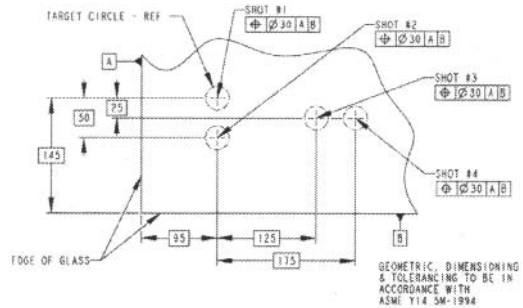 TARGET CIRCLE - REF
SHOT #1
⌖ Ø30 A B
SHOT #2
⌖ Ø30 A B
A
SHOT #3
⌖ Ø30 A B
25
50
145
SHOT #4
⌖ Ø30 A B
95
125
B
175
EDGE OF GLASS
GEOMETRIC, DIMENSIONING
& TOLERANCING TO BE IN
ACCORDANCE WITH
ASME Y14.5M-1994